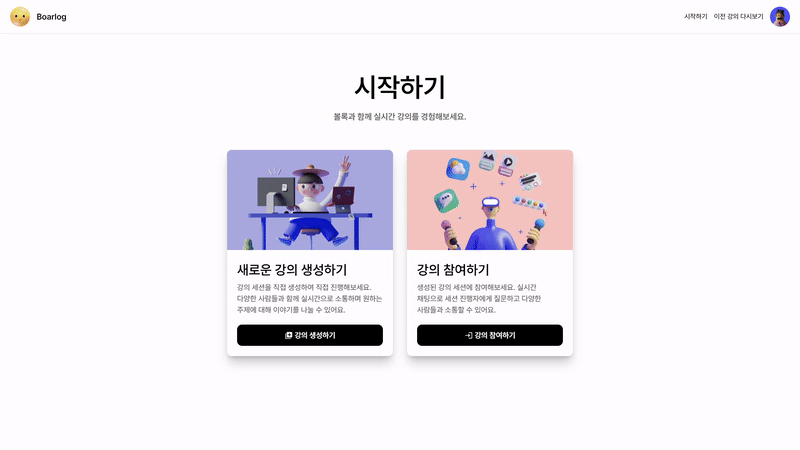 Boarlog
시작하기 이전 강의 다시보기
시작하기
볼록과 함께 실시간 강의를 경험해보세요.
새로운 강의 생성하기
강의 세션을 직접 생성하여 직접 진행해보세요.
다양한 사람들과 함께 실시간으로 소통하며 원하는
주제에 대해 이야기를 나눌 수 있어요.
강의 생성하기
강의 참여하기
생성된 강의 세션에 참여해보세요. 실시간
채팅으로 세션 진행자에게 질문하고 다양한
사람들과 소통할 수 있어요.
강의 참여하기